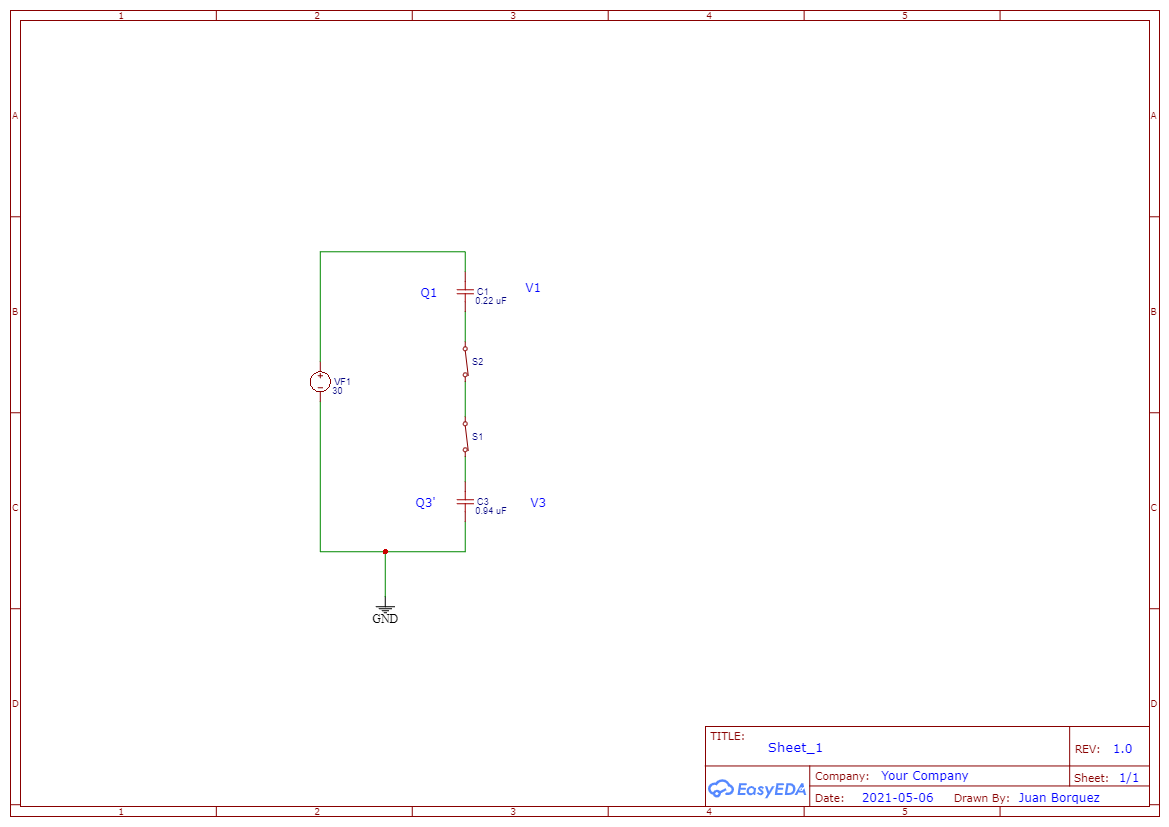 1 2 3 4 5
A A
B B
C C
D D
Q1
C1
0.22 uF
V1
S2
VF1
30
S1
Q3'
C3
0.94 uF
V3
GND
TITLE:
Sheet_1
REV: 1.0
Company: Your Company
Sheet: 1/1
EasyEDA
Date: 2021-05-06 Drawn By: Juan Borquez
1 2 3 4 5